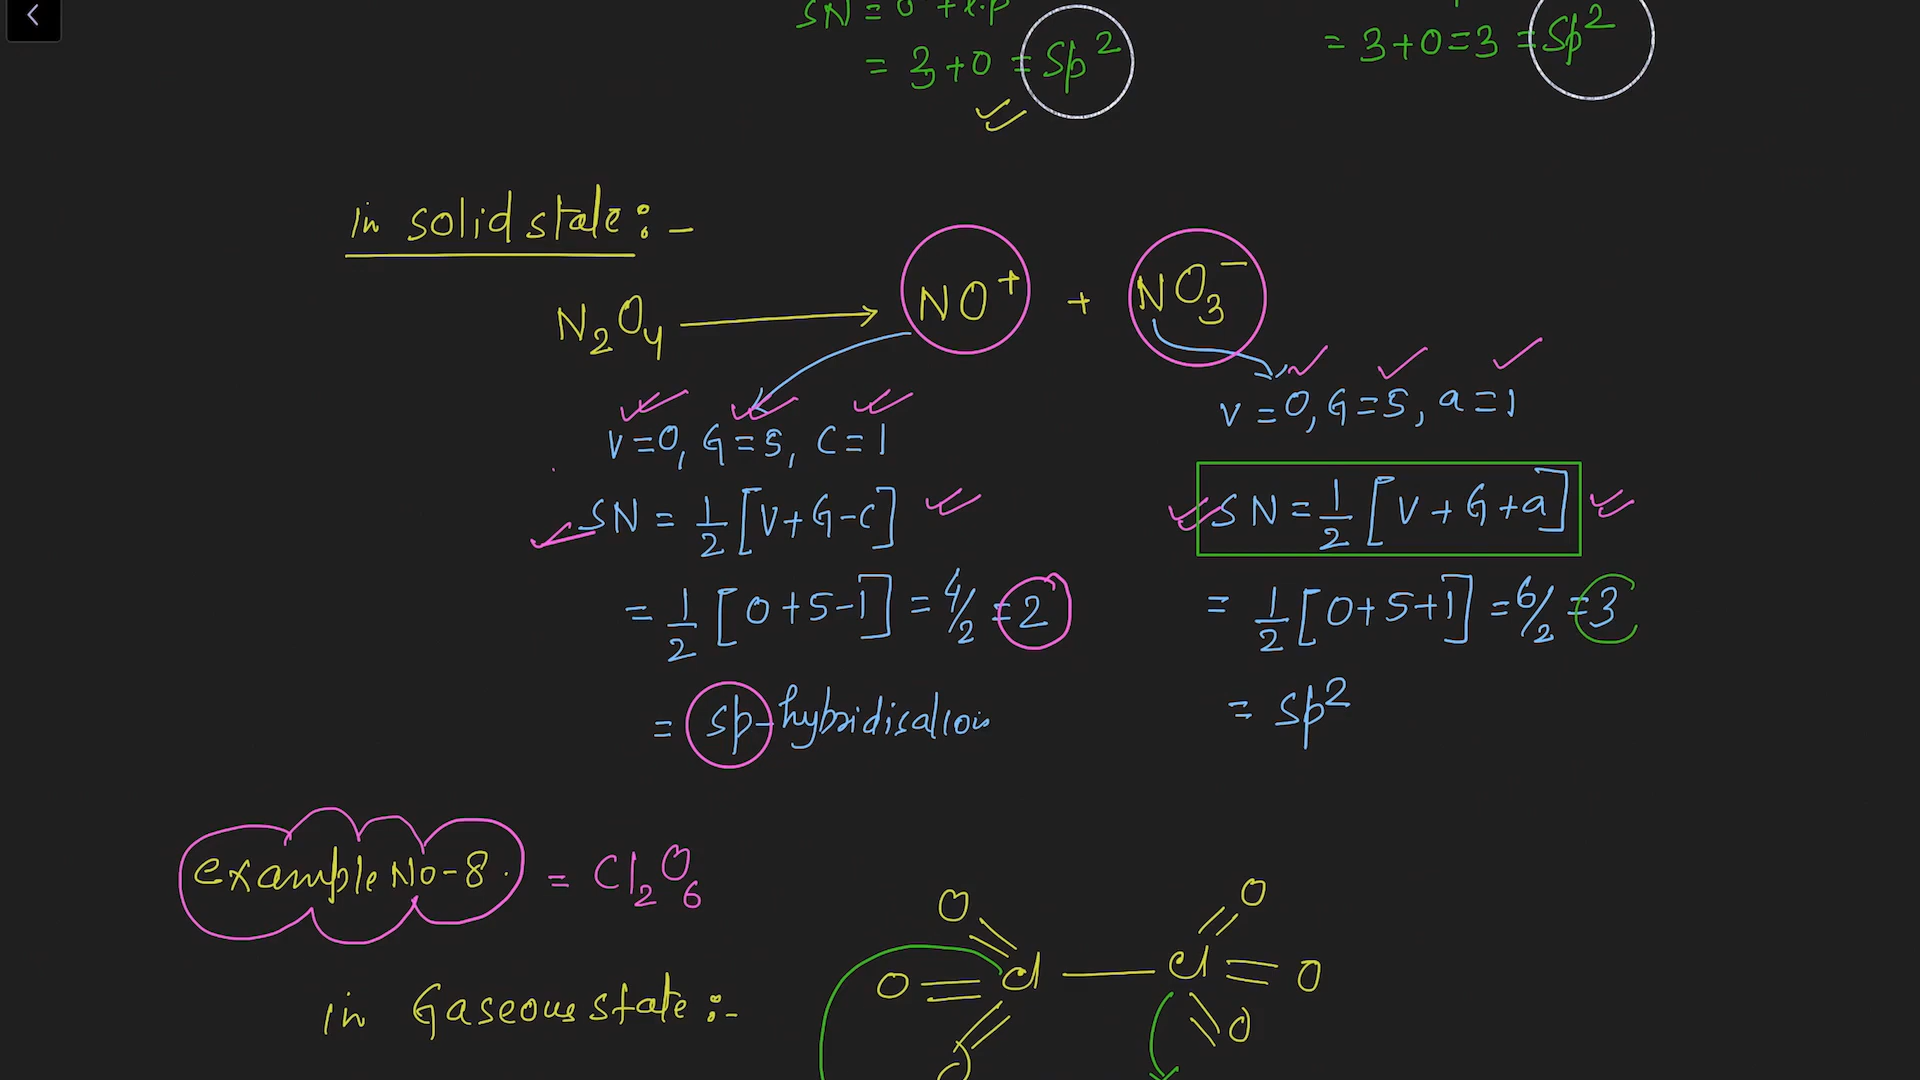 SN = σ + l.p
= 3+0 = Sp²
= 3+0=3 = Sp²
in solid state :-
N₂O₄ → NO⁺ + NO₃⁻
V=0, G=5, C=1
V=0, G=5, a=1
SN = 1/2 [V+G-C]
SN = 1/2 [V+G+a]
= 1/2 [0+5-1] = 4/2 = 2
= 1/2 [0+5+1] = 6/2 = 3
= sp-hybridisation
= sp²
example No-8. = Cl₂O₆
O O
O = Cl — Cl = O
O O
in Gaseous state :-